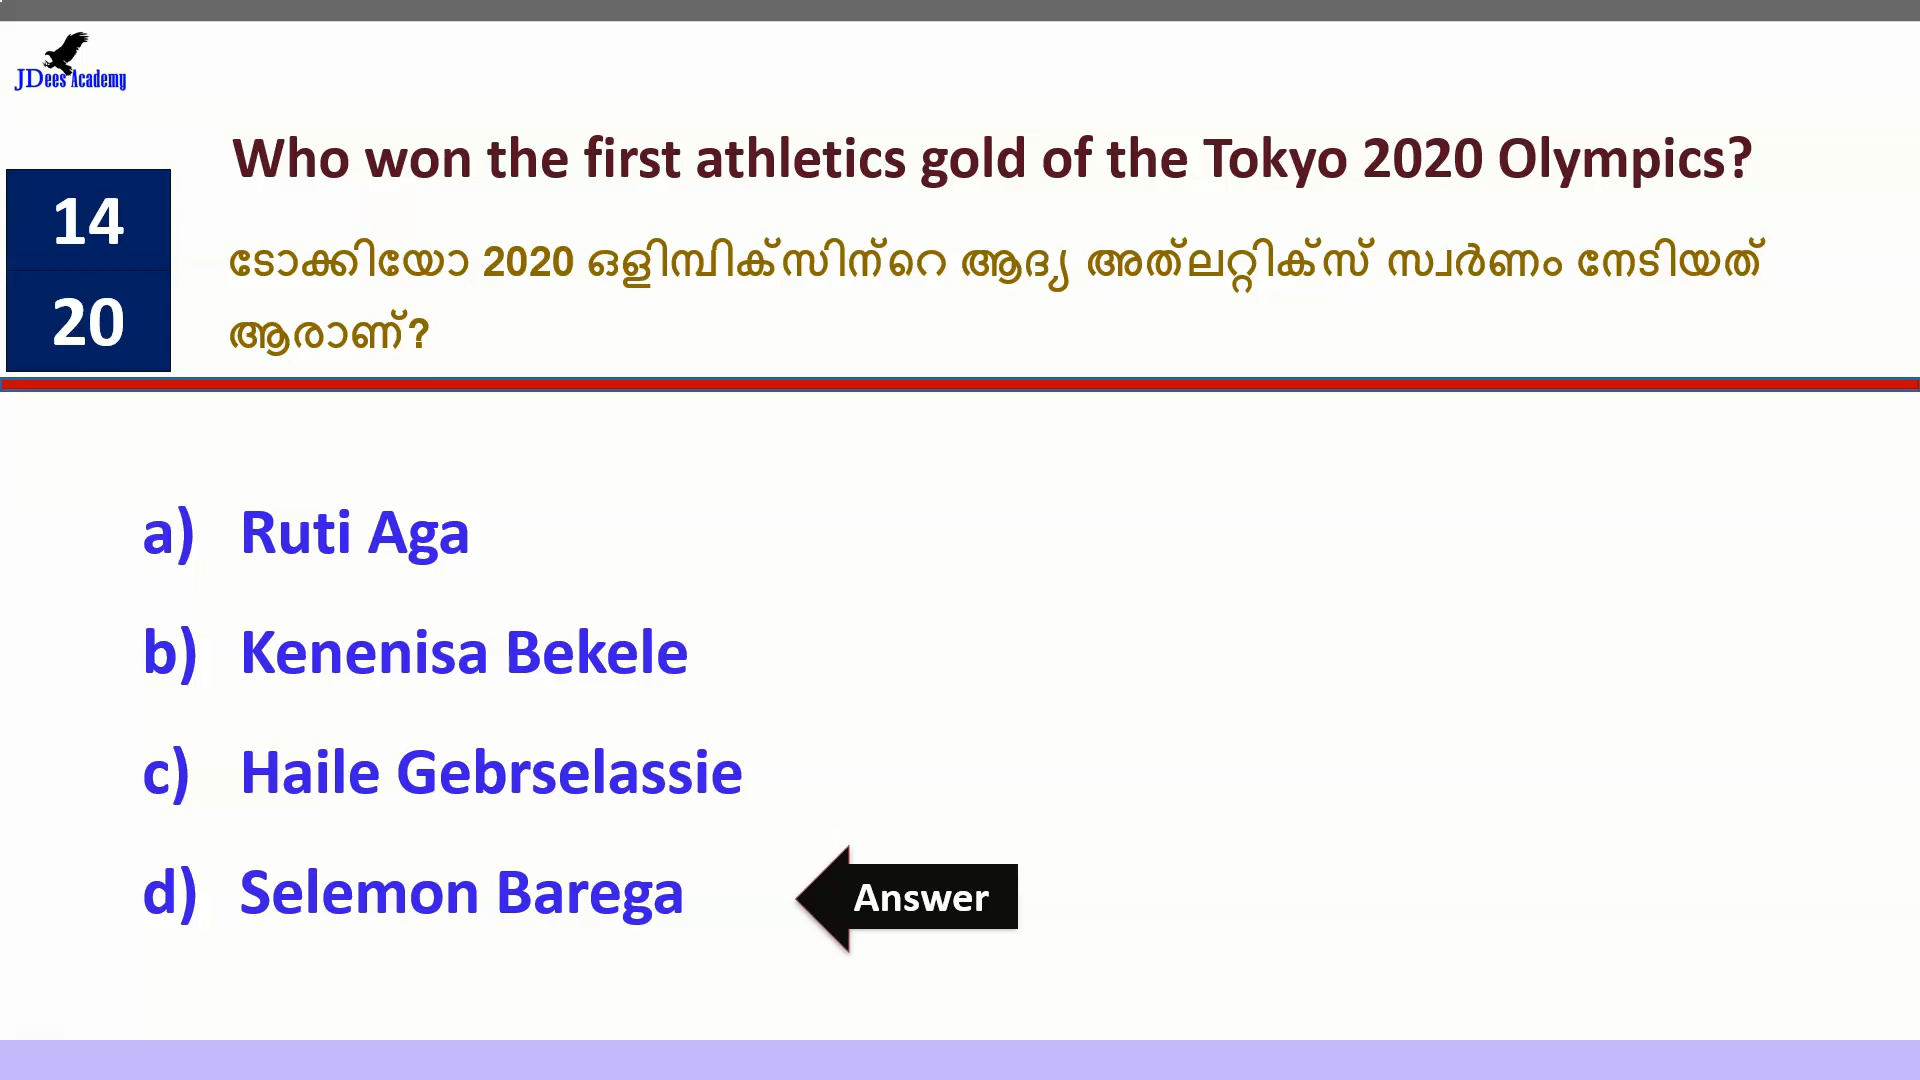 JDees Academy
Who won the first athletics gold of the Tokyo 2020 Olympics?
14
20
ടോക്കിയോ 2020 ഒളിമ്പിക്സിന്റെ ആദ്യ അത്ലറ്റിക്സ് സ്വർണം നേടിയത്
ആരാണ്?
a) Ruti Aga
b) Kenenisa Bekele
c) Haile Gebrselassie
d) Selemon Barega
Answer